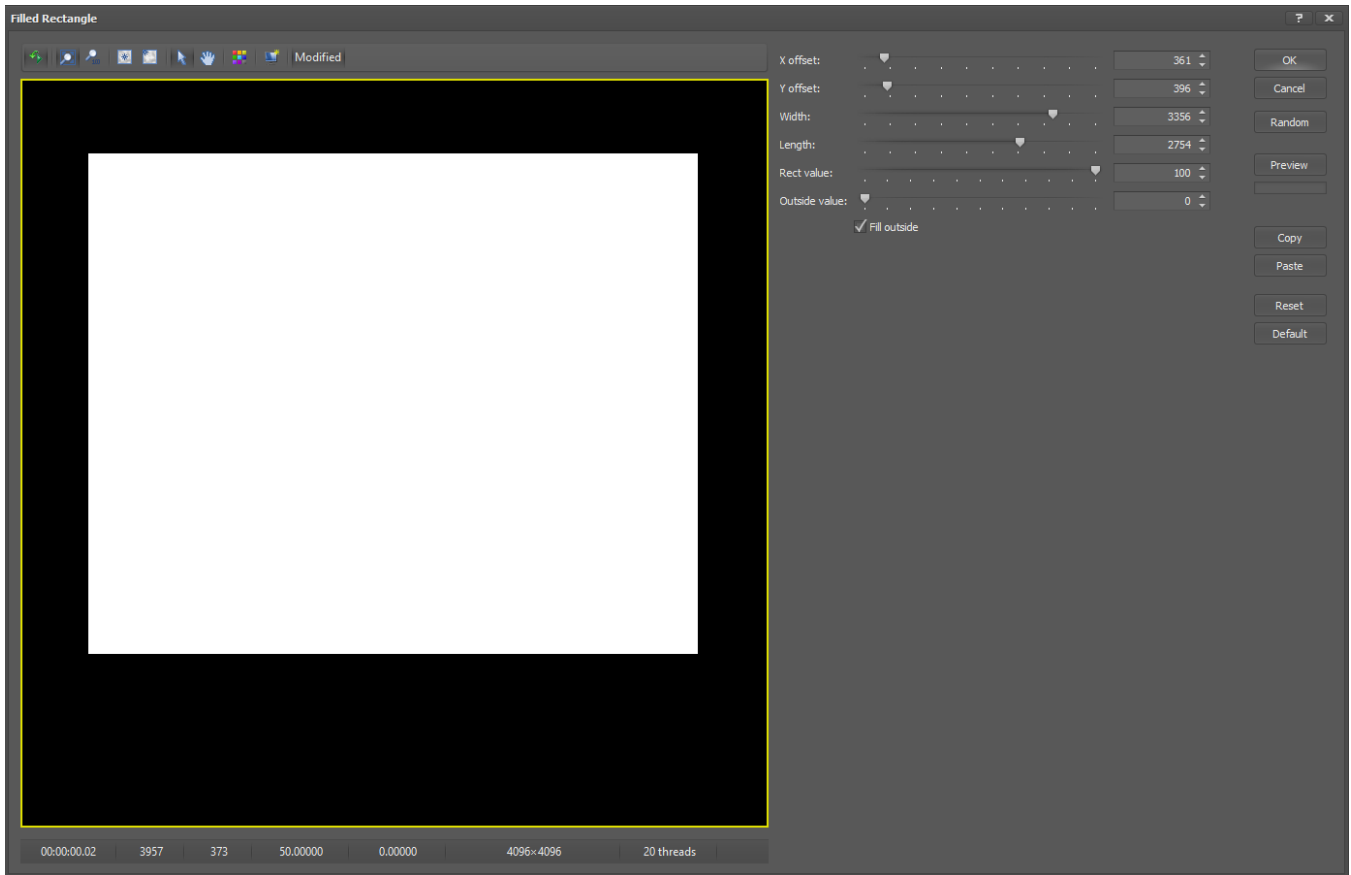 Filled Rectangle
Modified
X offset: 361
Y offset: 396
Width: 3356
Length: 2754
Rect value: 100
Outside value: 0
Fill outside
OK
Cancel
Random
Preview
Copy
Paste
Reset
Default
00:00:00.02 3957 373 50.00000 0.00000 4096×4096 20 threads